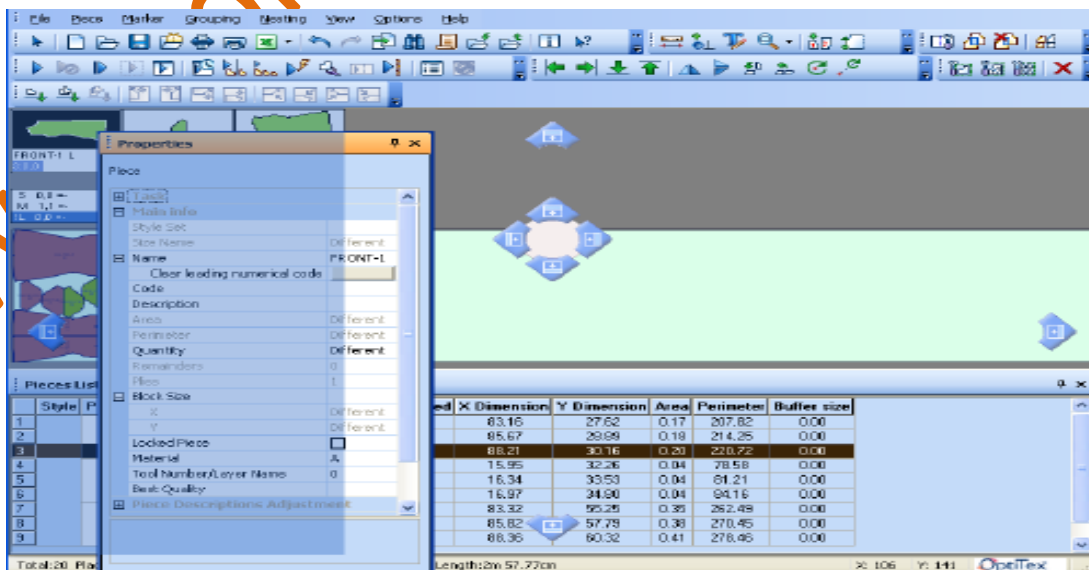 File Piece Marker Grouping Nesting View Options Help
FRONT-1 L
Properties
Piece
Task
Main info
Style Set
Size Name Different
Name FRONT-1
Clear leading numerical code
Code
Description
Area Different
Perimeter Different
Quantity Different
Remainders 0
Plies 1
Block Size
X Different
Y Different
Locked Piece
Material A
Tool Number/Layer Name 0
Best Quality
Piece Descriptions Adjustment
Pieces List
Style P ed X Dimension Y Dimension Area Perimeter Buffer size
1 83.16 27.62 0.17 207.82 0.00
2 85.67 28.89 0.18 214.25 0.00
3 88.21 30.16 0.20 220.72 0.00
4 15.95 32.26 0.04 78.58 0.00
5 16.34 33.53 0.04 81.21 0.00
6 16.97 34.80 0.04 84.16 0.00
7 83.32 55.25 0.35 262.49 0.00
8 85.82 57.79 0.38 270.45 0.00
9 88.36 60.32 0.41 278.46 0.00
Total:20 Pla Length:2m 57.77cm X: 106 Y: 141 OptiTex